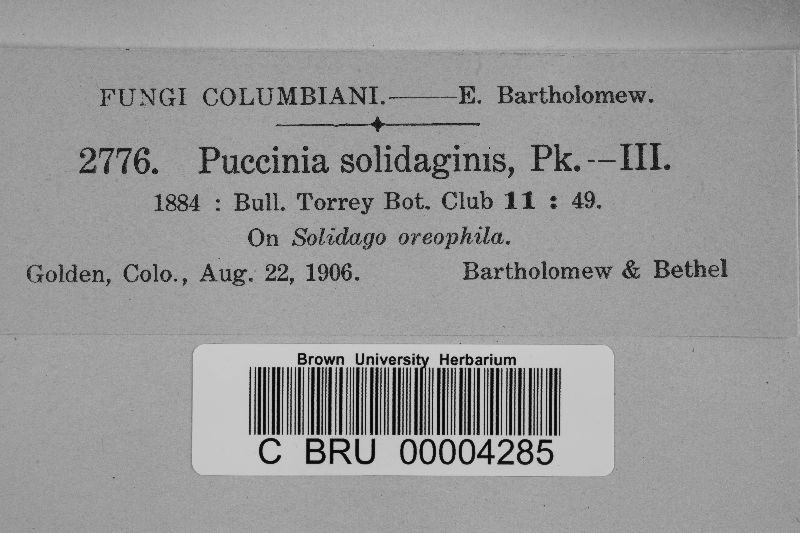 FUNGI COLUMBIANI.——E. Bartholomew.
2776. Puccinia solidaginis, Pk.—III.
1884 : Bull. Torrey Bot. Club 11 : 49.
On Solidago oreophila.
Golden, Colo., Aug. 22, 1906. Bartholomew & Bethel
Brown University Herbarium
C BRU 00004285